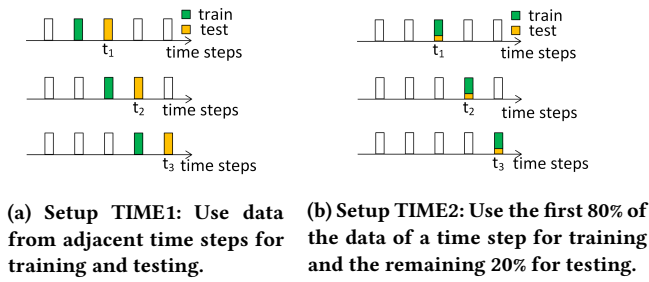 train
test
t1
time steps
t2
time steps
t3 time steps
(a) Setup TIME1: Use data
from adjacent time steps for
training and testing.
train
test
t1
time steps
t2
time steps
t3 time steps
(b) Setup TIME2: Use the first 80% of
the data of a time step for training
and the remaining 20% for testing.